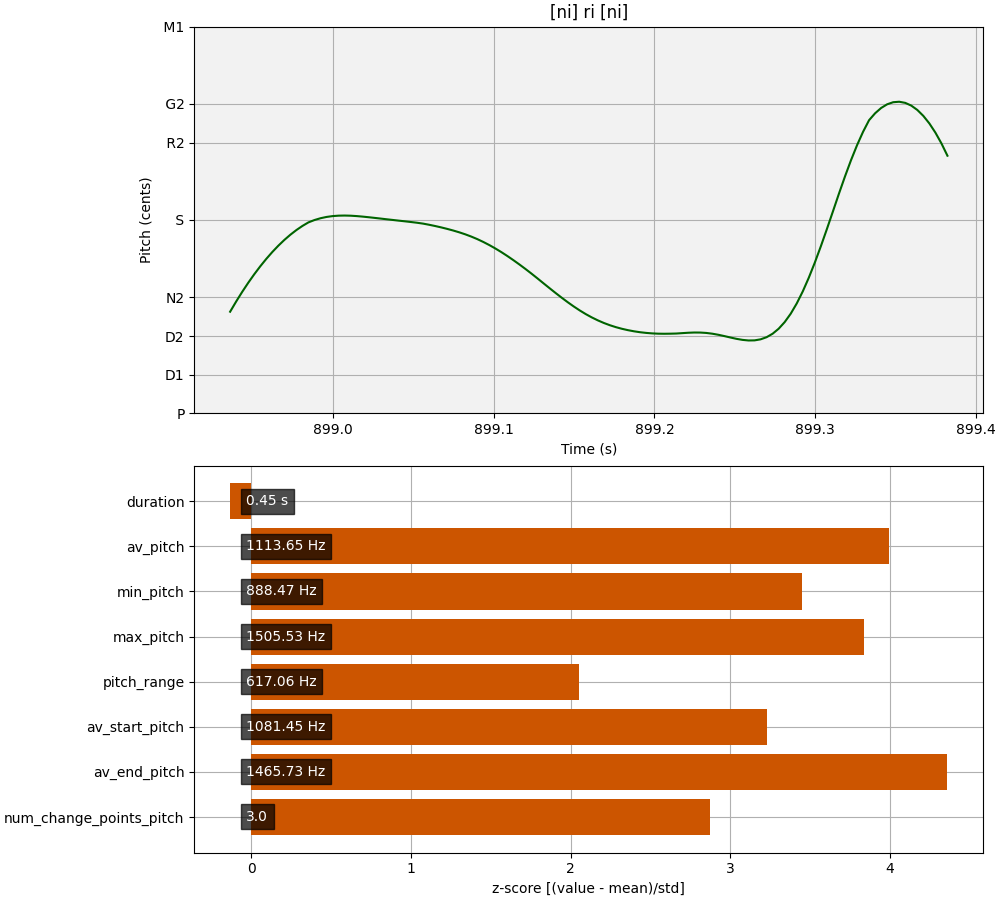 [ni] ri [ni]
M1
G2
R2
S
N2
D2
D1
P
Pitch (cents)
899.0 899.1 899.2 899.3 899.4
Time (s)
duration 0.45 s
av_pitch 1113.65 Hz
min_pitch 888.47 Hz
max_pitch 1505.53 Hz
pitch_range 617.06 Hz
av_start_pitch 1081.45 Hz
av_end_pitch 1465.73 Hz
num_change_points_pitch 3.0
0 1 2 3 4
z-score [(value - mean)/std]